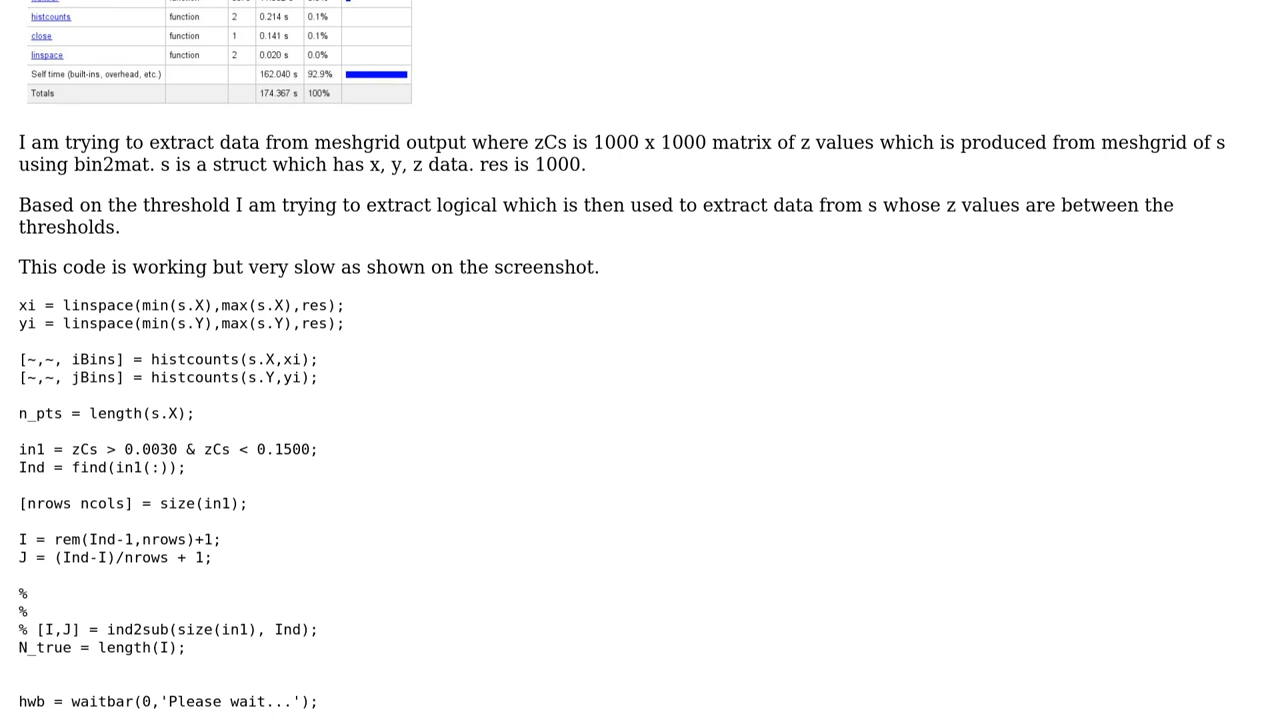 histcounts function 2 0.214 s 0.1%
close function 1 0.141 s 0.1%
linspace function 2 0.020 s 0.0%
Self time (built-ins, overhead, etc.) 162.040 s 92.9%
Totals 174.367 s 100%
I am trying to extract data from meshgrid output where zCs is 1000 x 1000 matrix of z values which is produced from meshgrid of s
using bin2mat. s is a struct which has x, y, z data. res is 1000.
Based on the threshold I am trying to extract logical which is then used to extract data from s whose z values are between the
thresholds.
This code is working but very slow as shown on the screenshot.
xi = linspace(min(s.X),max(s.X),res);
yi = linspace(min(s.Y),max(s.Y),res);
[~,~, iBins] = histcounts(s.X,xi);
[~,~, jBins] = histcounts(s.Y,yi);
n_pts = length(s.X);
in1 = zCs > 0.0030 & zCs < 0.1500;
Ind = find(in1(:));
[nrows ncols] = size(in1);
I = rem(Ind-1,nrows)+1;
J = (Ind-I)/nrows + 1;
%
%
% [I,J] = ind2sub(size(in1), Ind);
N_true = length(I);
hwb = waitbar(0,'Please wait...');